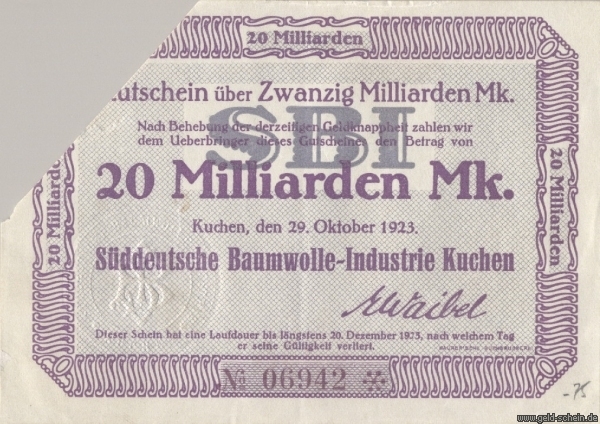 20 Milliarden
utschein über Zwanzig Milliarden Mk.
SBI
Nach Behebung der derzeitigen Geldknappheit zahlen wir
dem Ueberbringer dieses Gutscheines den Betrag von
20 Milliarden Mk.
20 Milliarden
20 Milliarden
Kuchen, den 29. Oktober 1923.
Süddeutsche Baumwolle-Industrie Kuchen
Waibel
Dieser Schein hat eine Laufdauer bis längstens 20. Dezember 1923, nach welchem Tag
er seine Gültigkeit verliert.
№ 06942
-75
www.geld-schein.de